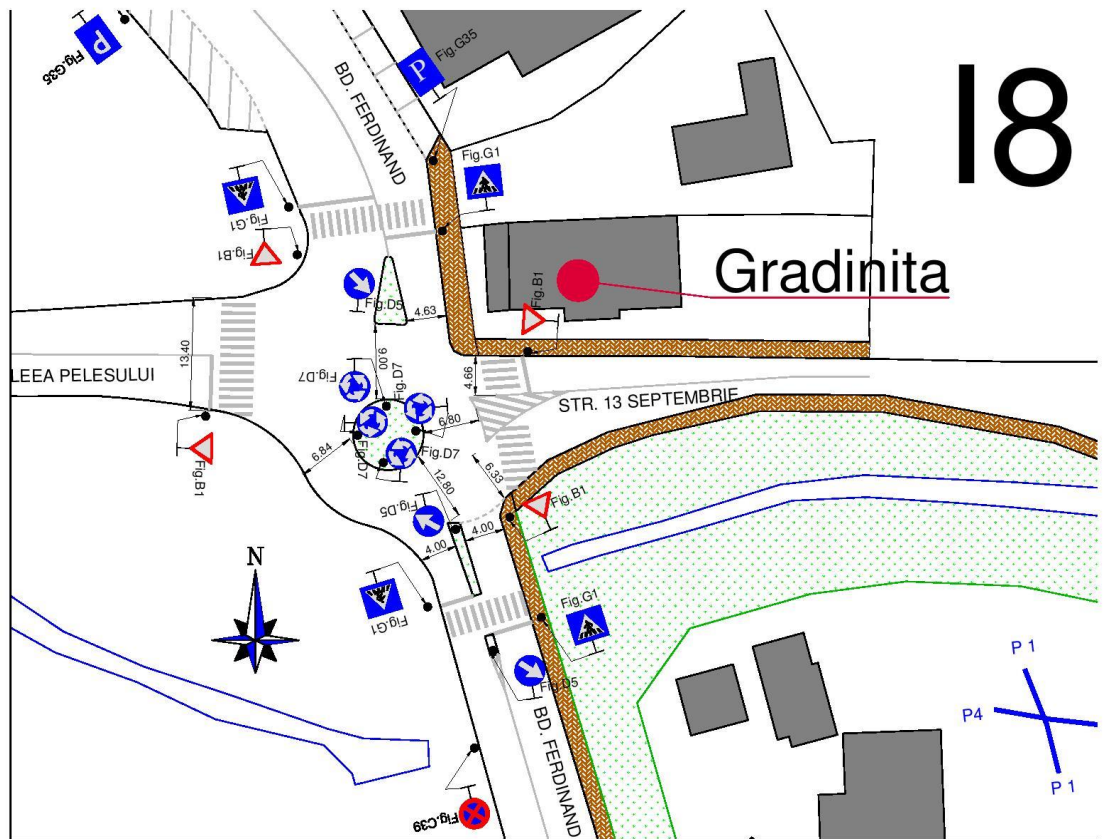 Fig.G35
P
P
Fig.G35
I8
BD. FERDINAND
Fig.G1
Fig.G1
Fig.B1
Gradinita
Fig.B1
Fig.D5
4.63
13.40
9.00
4.66
LEEA PELESULUI
Fig.D7
Fig.D7
STR. 13 SEPTEMBRIE
6.80
6.84
Fig.D7
Fig.D7
Fig.B1
12.80
6.33
Fig.D5
Fig.B1
4.00
4.00
N
Fig.G1
Fig.G1
Fig.D5
BD. FERDINAND
P 1
P4
P 1
Fig.C39